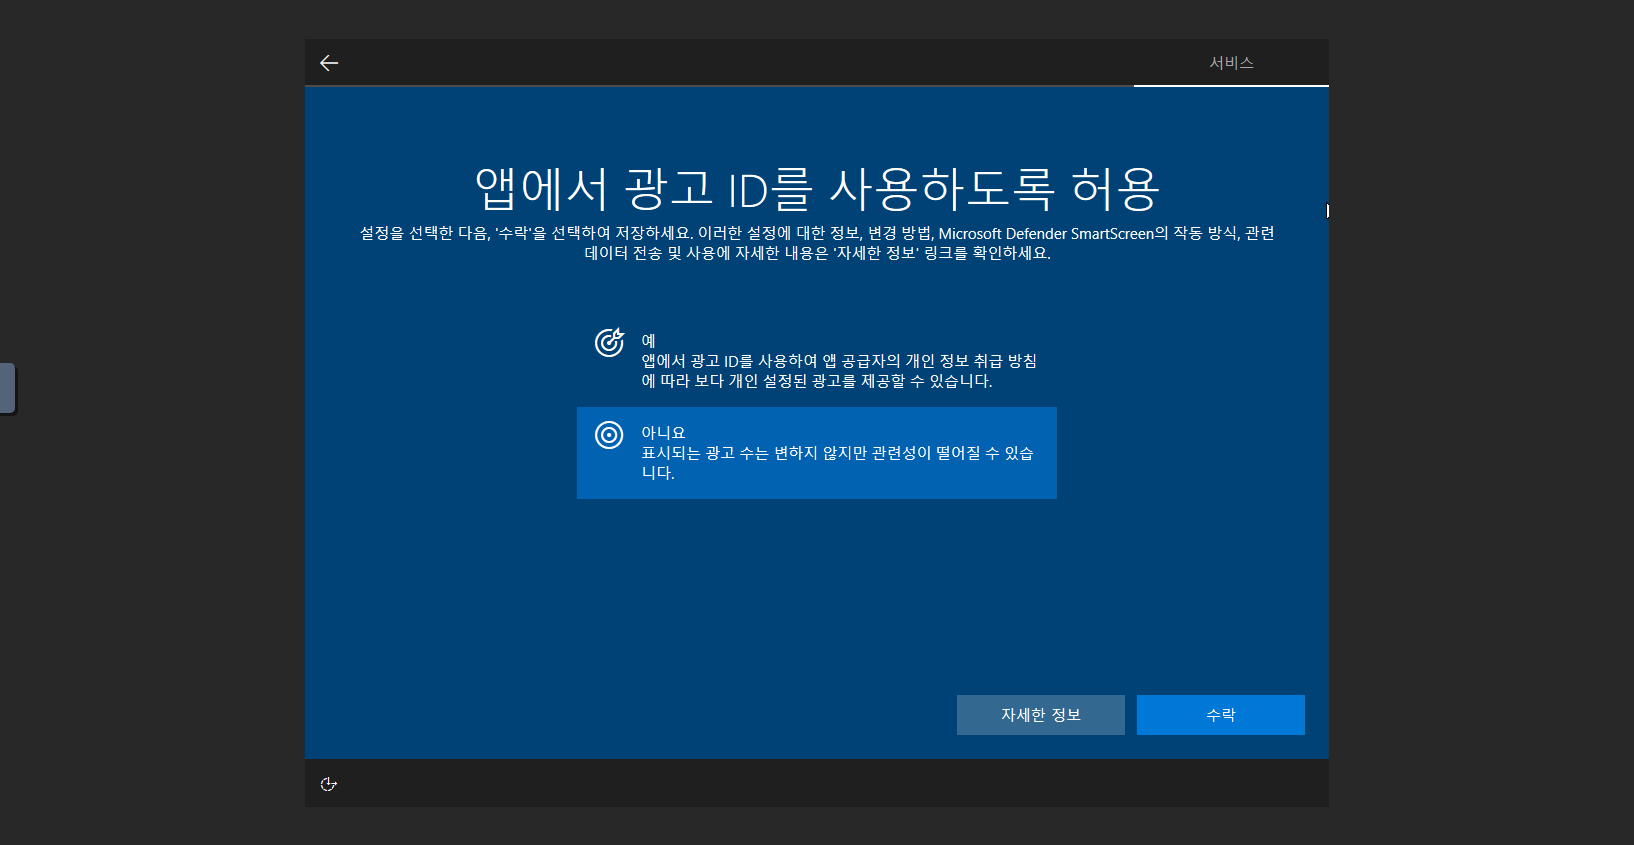 서비스
앱에서 광고 ID를 사용하도록 허용
설정을 선택한 다음, '수락'을 선택하여 저장하세요. 이러한 설정에 대한 정보, 변경 방법, Microsoft Defender SmartScreen의 작동 방식, 관련
데이터 전송 및 사용에 자세한 내용은 '자세한 정보' 링크를 확인하세요.
예
앱에서 광고 ID를 사용하여 앱 공급자의 개인 정보 취급 방침
에 따라 보다 개인 설정된 광고를 제공할 수 있습니다.
아니요
표시되는 광고 수는 변하지 않지만 관련성이 떨어질 수 있습
니다.
자세한 정보
수락